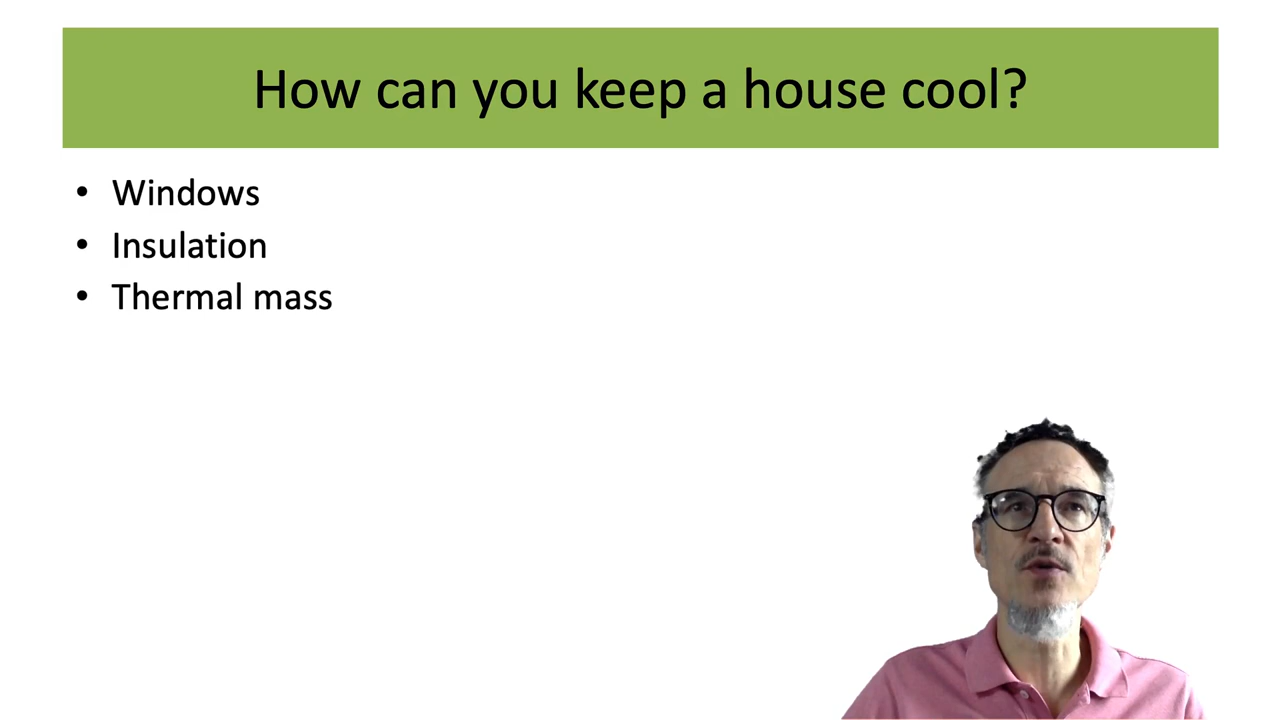 How can you keep a house cool?
• Windows
• Insulation
• Thermal mass